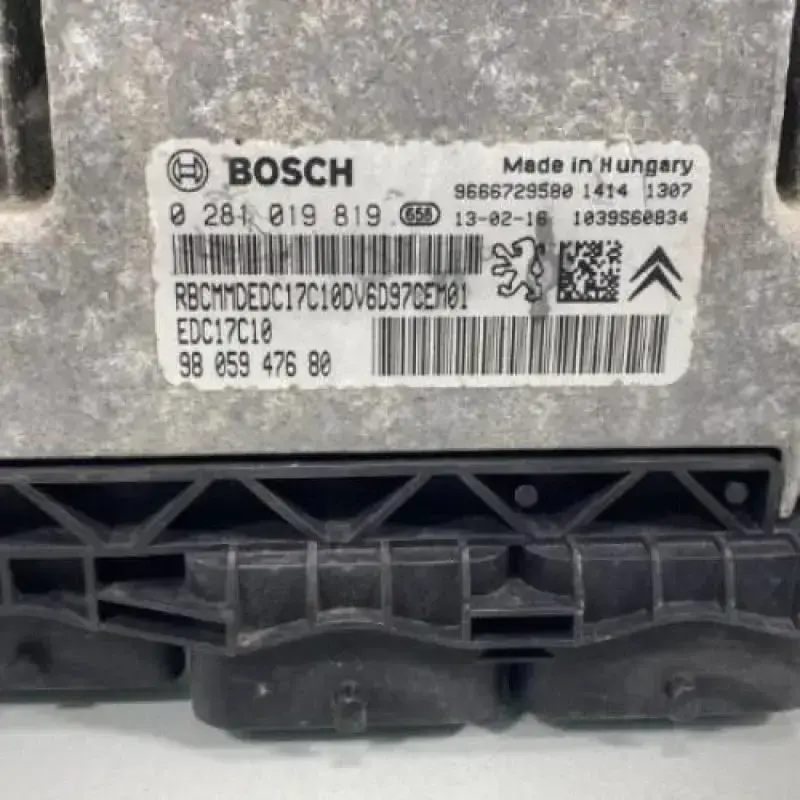 BOSCH
Made in Hungary
9666729580 1414 1307
0 281 019 819 656 13-02-16 1039S60834
RBCMMDEDC17C10DV6D97CEM01
EDC17C10
98 059 476 80